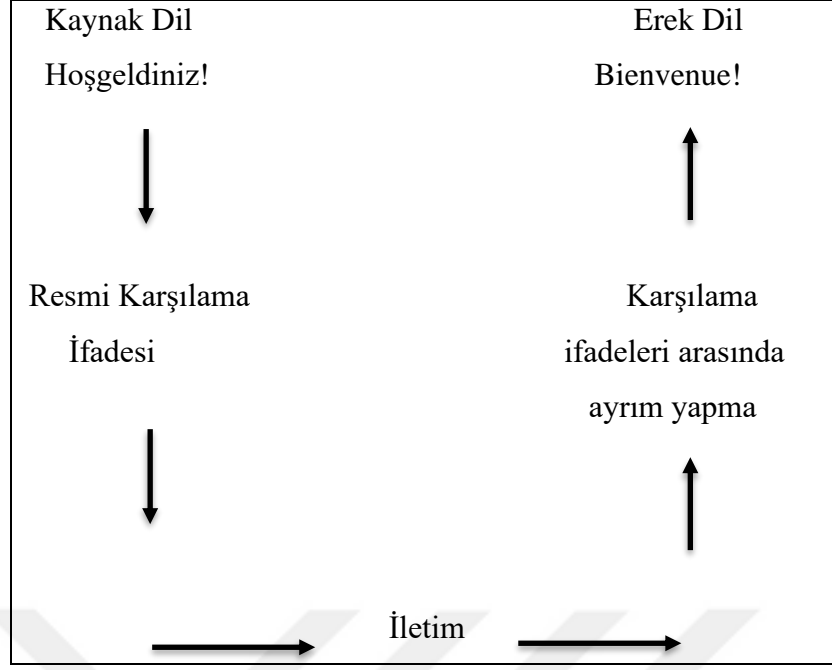 Kaynak Dil
Erek Dil
Hoşgeldiniz!
Bienvenue!
Resmi Karşılama
İfadesi
Karşılama
ifadeleri arasında
ayrım yapma
İletim